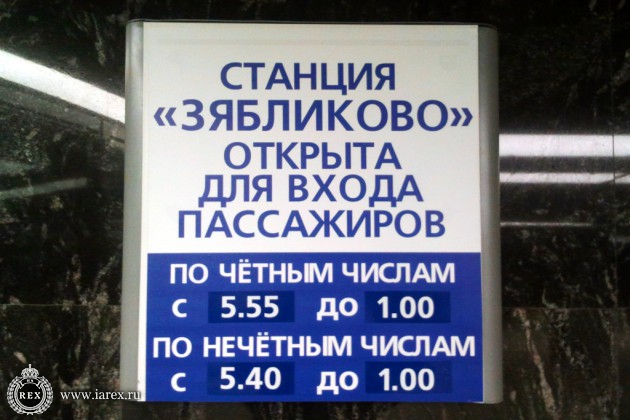 СТАНЦИЯ
«ЗЯБЛИКОВО»
ОТКРЫТА
ДЛЯ ВХОДА
ПАССАЖИРОВ
ПО ЧЁТНЫМ ЧИСЛАМ
С 5.55 ДО 1.00
ПО НЕЧЁТНЫМ ЧИСЛАМ
С 5.40 ДО 1.00
REX www.iarex.ru